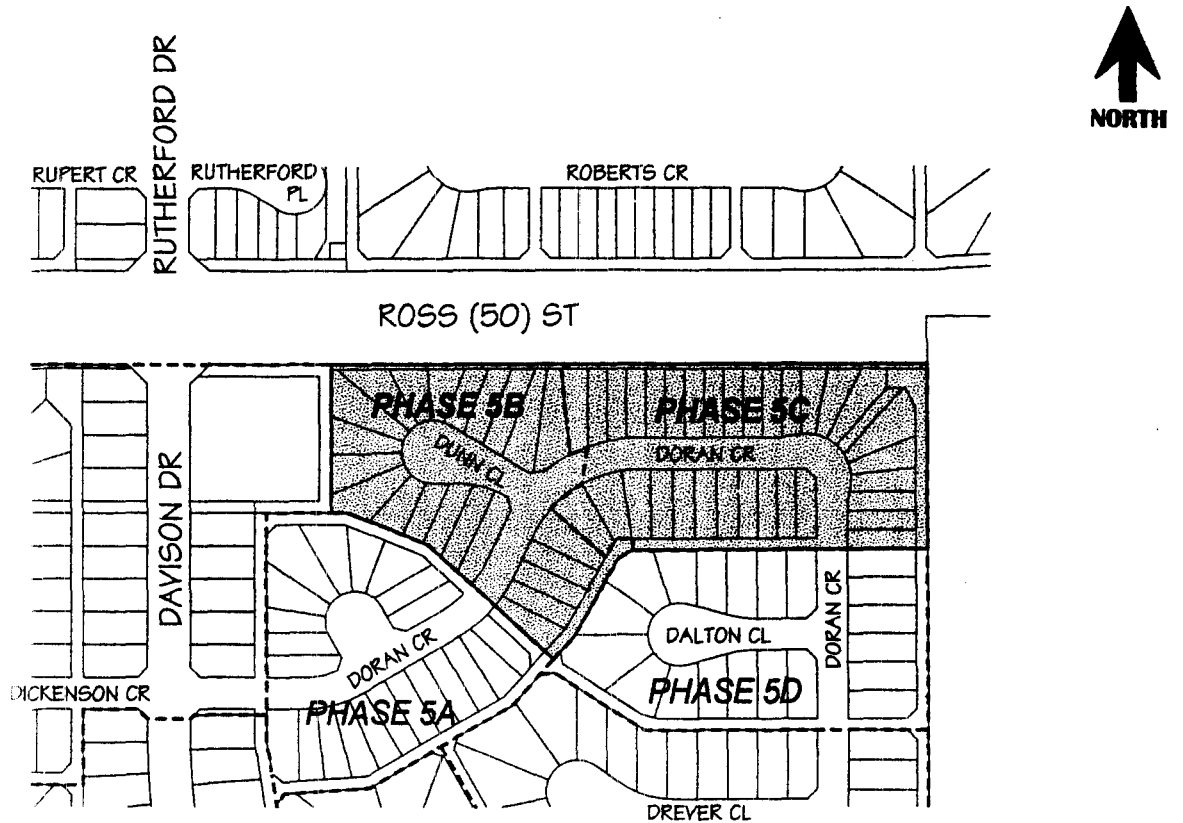 NORTH
RUTHERFORD DR
RUPERT CR
RUTHERFORD
PL
ROBERTS CR
ROSS (50) ST
PHASE 5B
PHASE 5C
DUNN CL
DORAN CR
DAVISON DR
DORAN CR
DALTON CL
DORAN CR
DICKENSON CR
PHASE 5A
PHASE 5D
DREVER CL